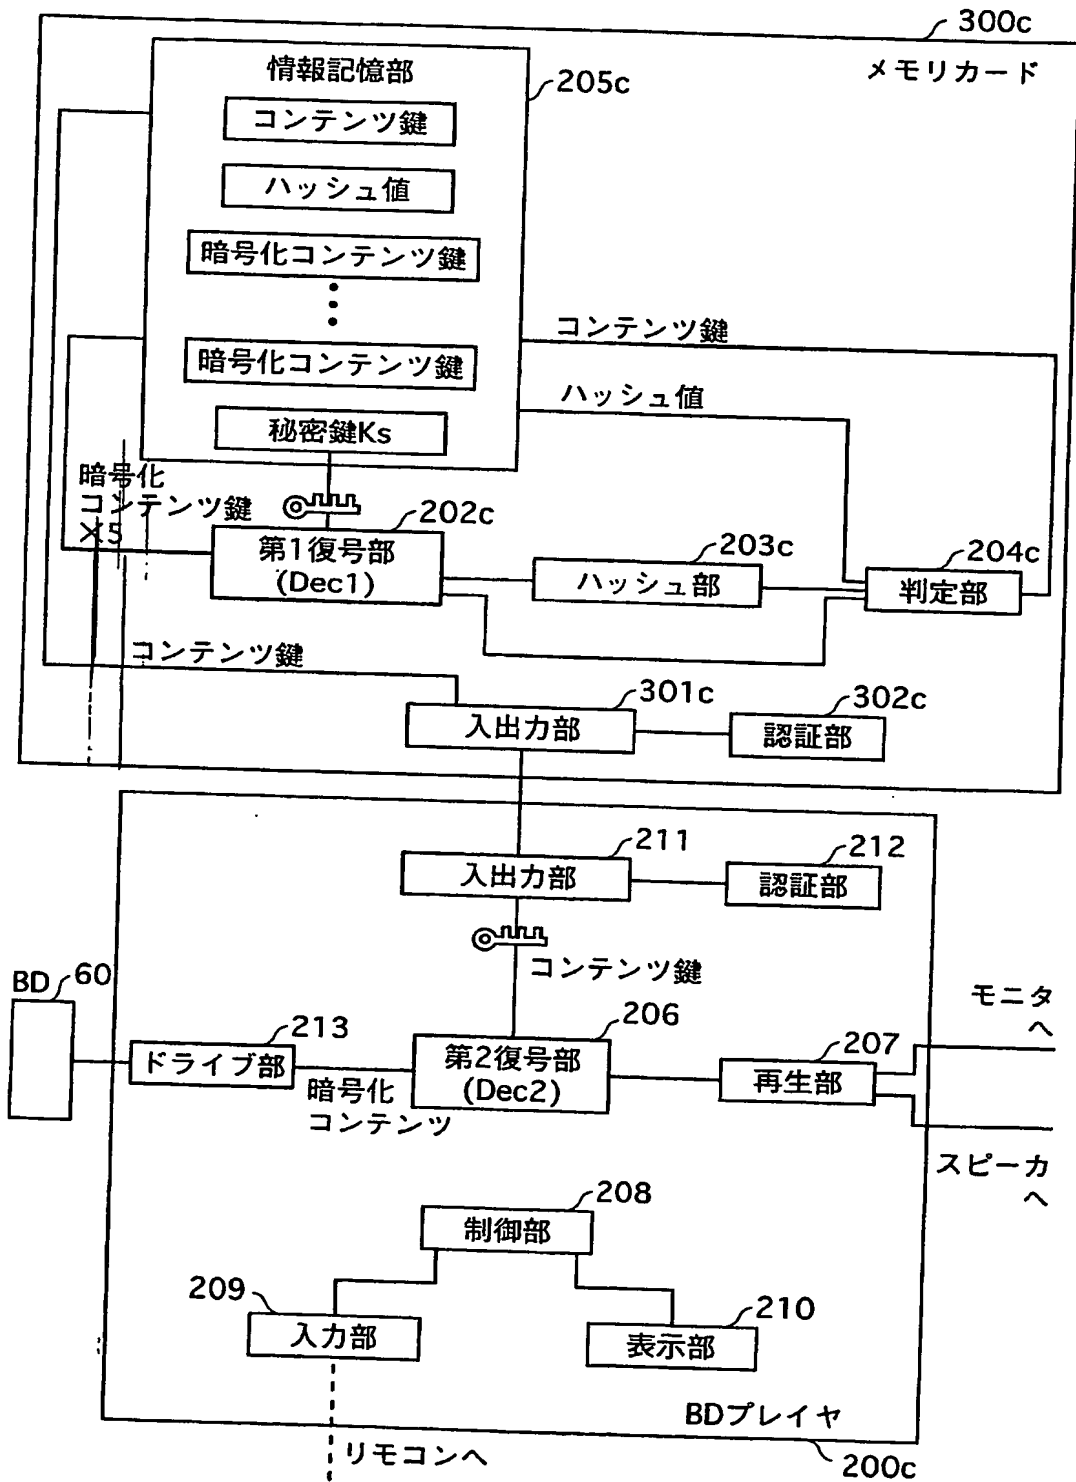 300c
メモリカード
情報記憶部
205c
コンテンツ鍵
ハッシュ値
暗号化コンテンツ鍵
暗号化コンテンツ鍵
秘密鍵Ks
コンテンツ鍵
ハッシュ値
暗号化
コンテンツ鍵
×5
202c
第1復号部
(Dec1)
203c
ハッシュ部
204c
判定部
コンテンツ鍵
301c
入出力部
302c
認証部
211
入出力部
212
認証部
コンテンツ鍵
BD
60
213
ドライブ部
暗号化
コンテンツ
206
第2復号部
(Dec2)
207
再生部
モニタ
へ
スピーカ
へ
208
制御部
209
入力部
210
表示部
BDプレイヤ
リモコンへ
200c